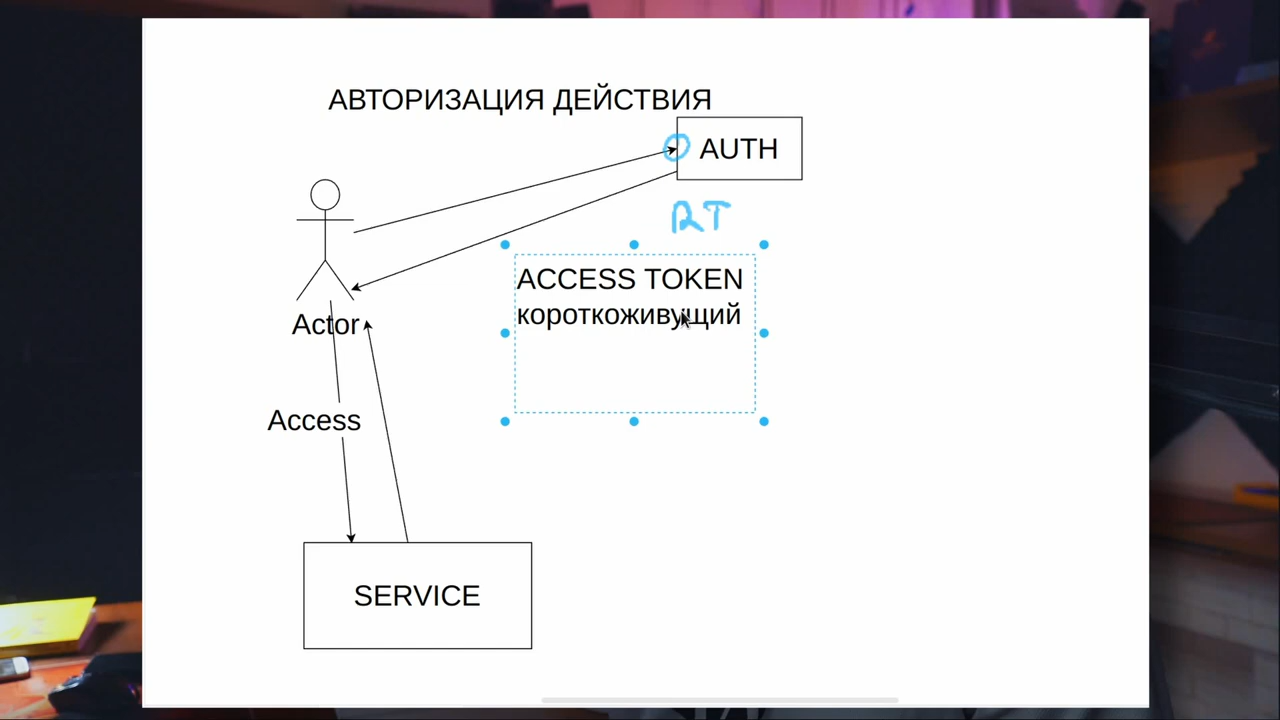 АВТОРИЗАЦИЯ ДЕЙСТВИЯ
AUTH
RT
ACCESS TOKEN
короткоживущий
Actor
Access
SERVICE